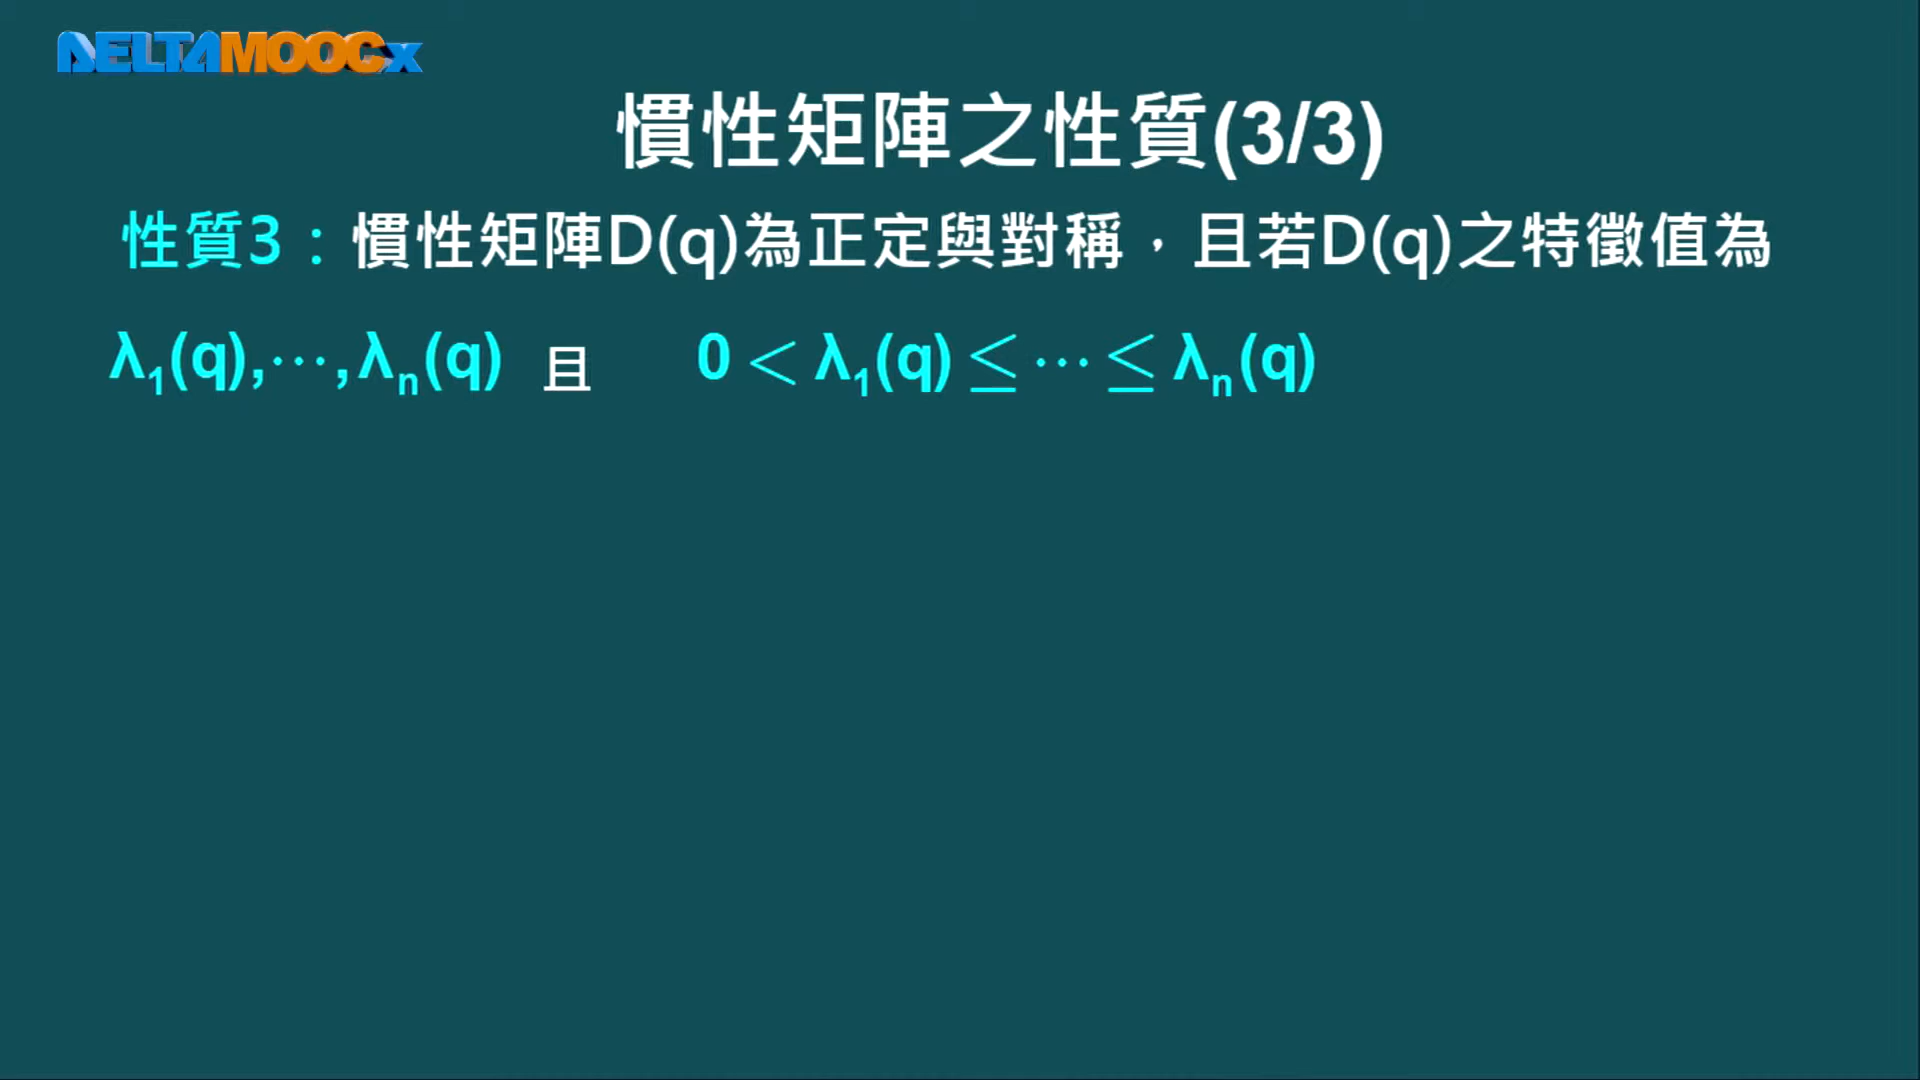 DELTAMOOCx
慣性矩陣之性質(3/3)
性質3：慣性矩陣D(q)為正定與對稱，且若D(q)之特徵值為
λ₁(q),⋯,λₙ(q) 且 0 < λ₁(q) ≤ ⋯ ≤ λₙ(q)